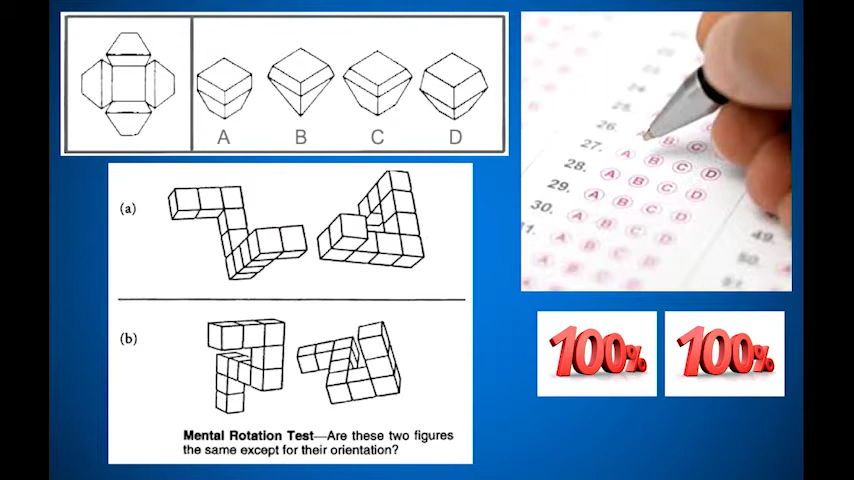 A B C D
(a)
(b)
Mental Rotation Test—Are these two figures
the same except for their orientation?
25.
26. A B C
27. A B C D
28. A B C D
29. A B C D
30. A B C D
A B C D
49.
50.
100%
100%